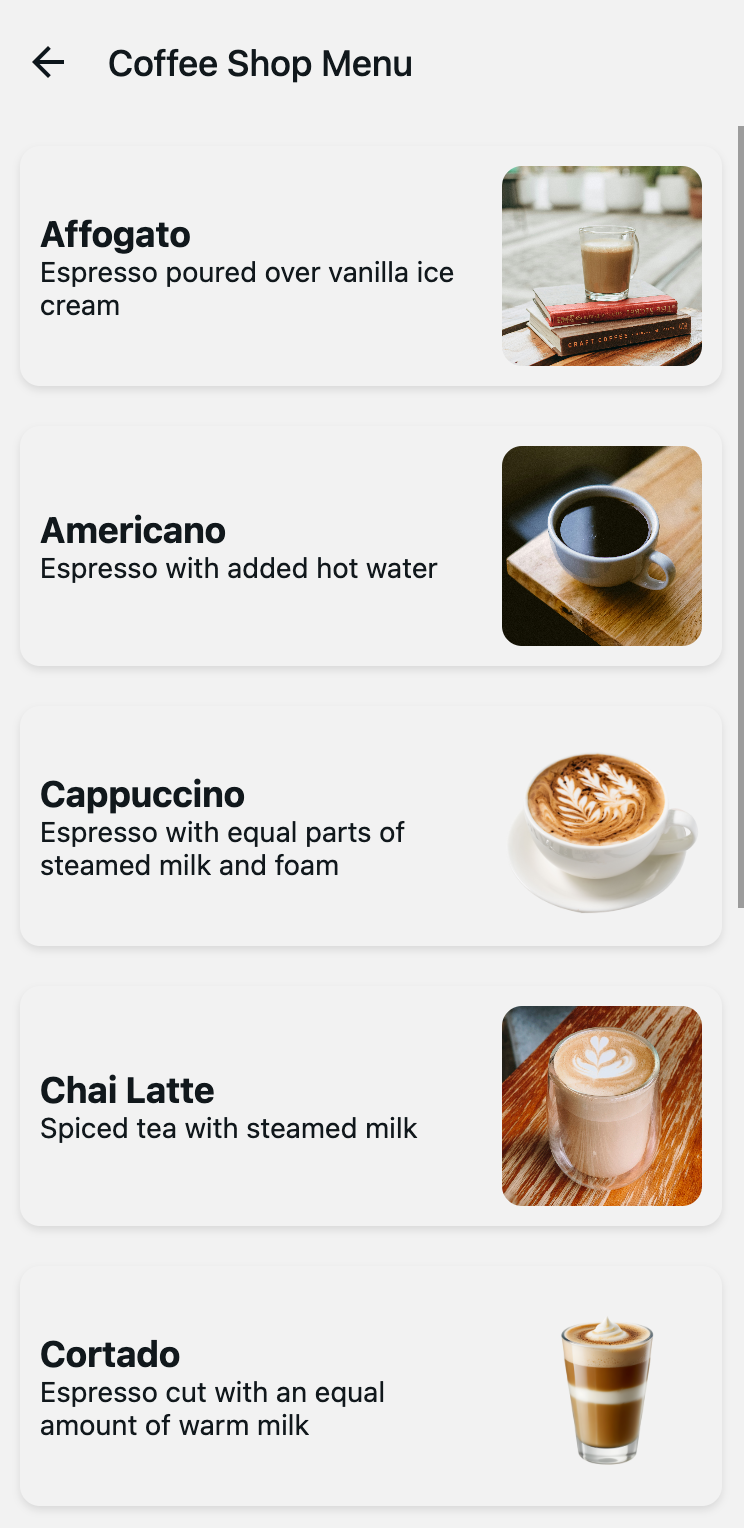 Coffee Shop Menu
Affogato
Espresso poured over vanilla ice
cream
CRAFT COFFEE
Americano
Espresso with added hot water
Cappuccino
Espresso with equal parts of
steamed milk and foam
Chai Latte
Spiced tea with steamed milk
Cortado
Espresso cut with an equal
amount of warm milk